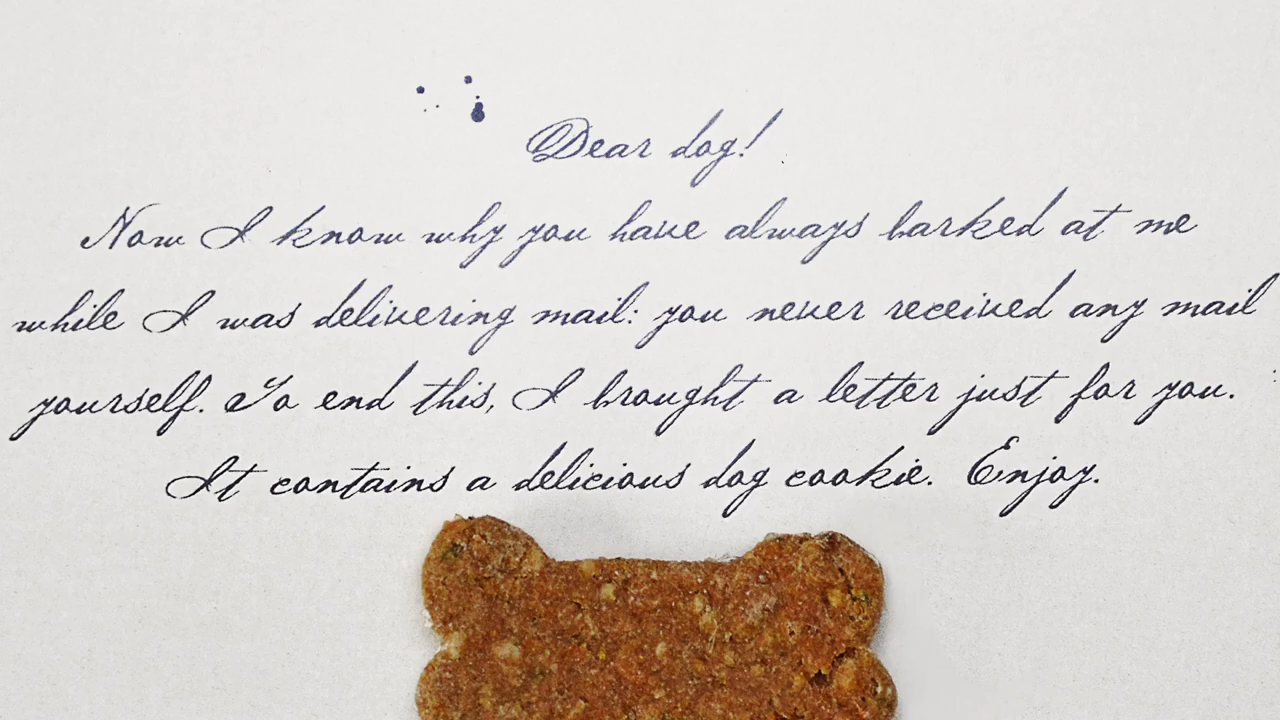 Dear dog!
Now I know why you have always barked at me
while I was delivering mail: you never received any mail
yourself. To end this, I brought a letter just for you.
It contains a delicious dog cookie. Enjoy.